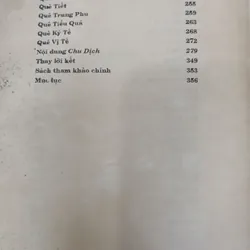 Quẻ Tiết 255
Quẻ Trung Phu 259
Quẻ Tiểu Quá 263
Quẻ Ký Tế 268
Quẻ Vị Tế 272
Nội dung Chu Dịch 279
Thay lời kết 349
Sách tham khảo chính 353
Mục lục 356